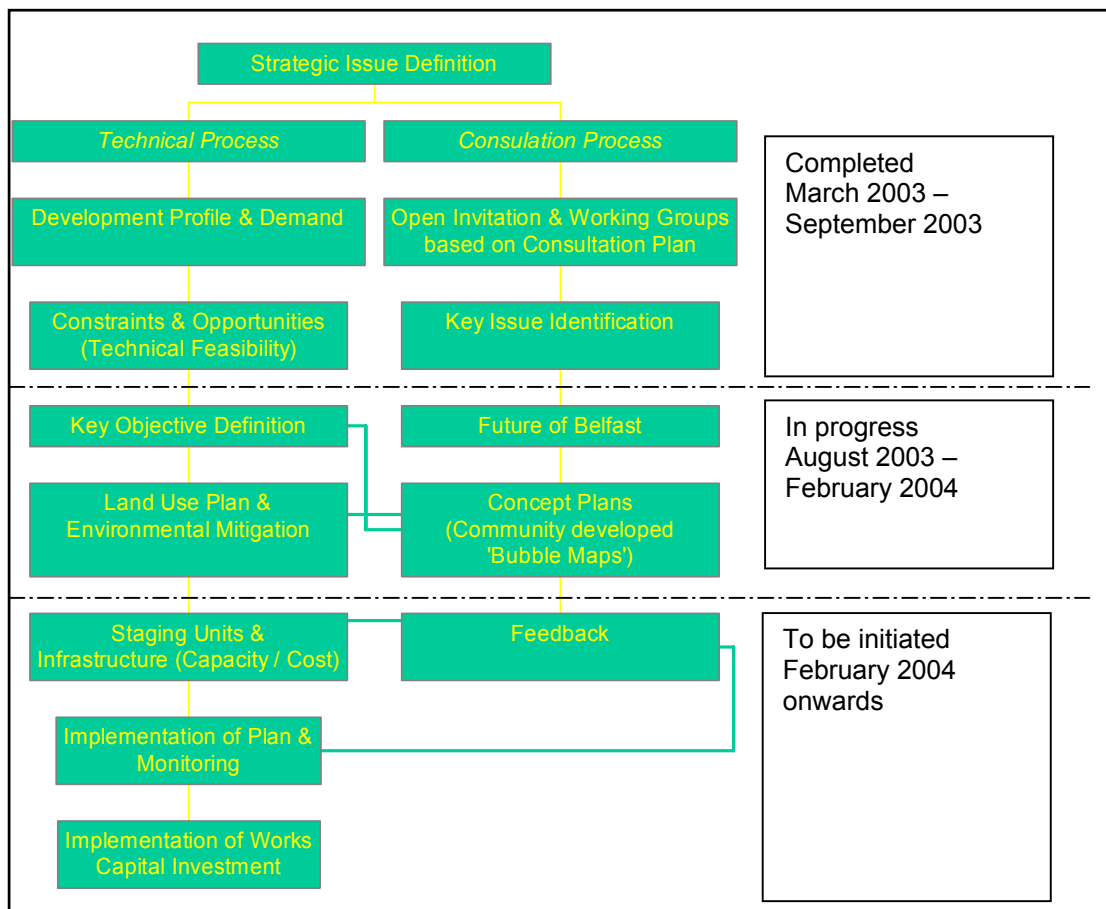 Strategic Issue Definition
Technical Process
Consulation Process
Completed
March 2003 –
September 2003
Development Profile & Demand
Open Invitation & Working Groups
based on Consultation Plan
Constraints & Opportunities
(Technical Feasibility)
Key Issue Identification
Key Objective Definition
Future of Belfast
In progress
August 2003 –
February 2004
Land Use Plan &
Environmental Mitigation
Concept Plans
(Community developed
'Bubble Maps')
Staging Units &
Infrastructure (Capacity / Cost)
Feedback
To be initiated
February 2004
onwards
Implementation of Plan &
Monitoring
Implementation of Works
Capital Investment